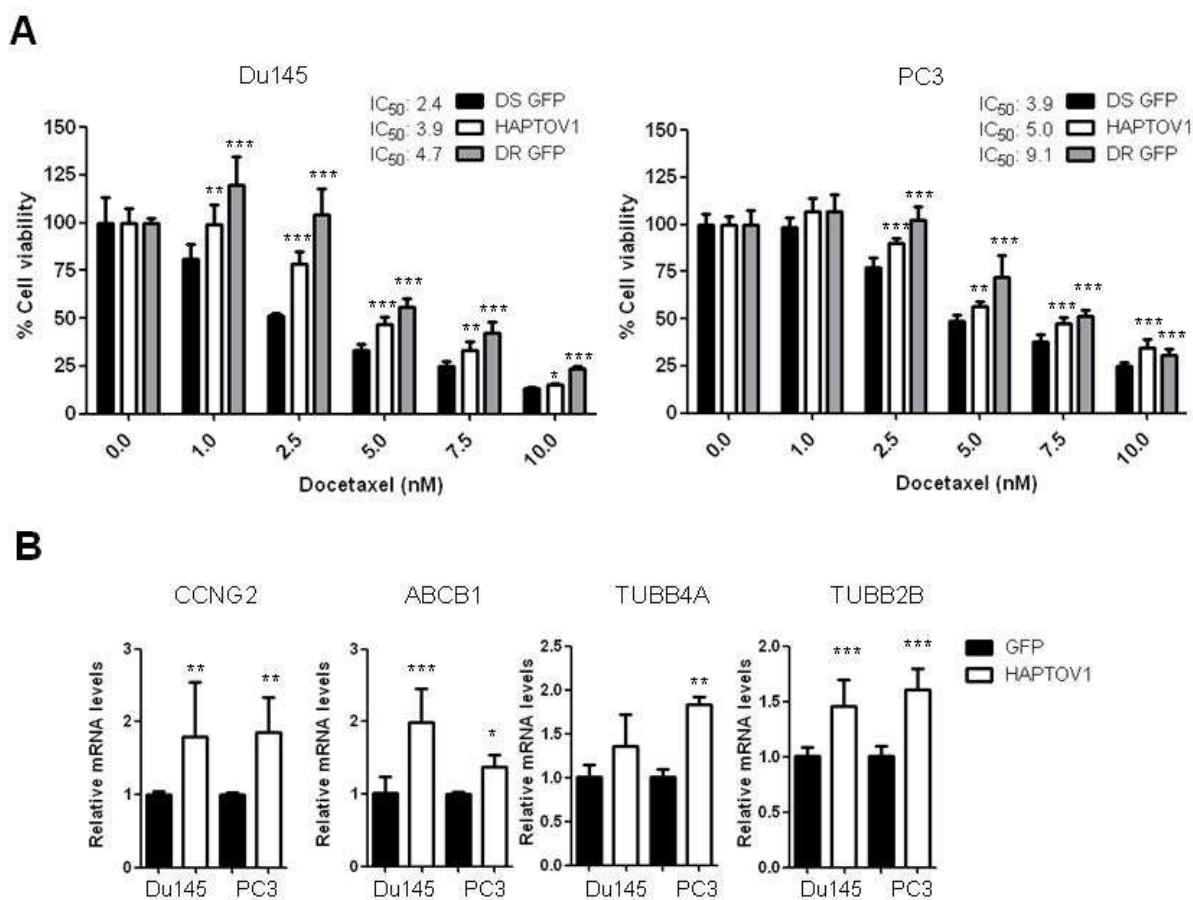 A
Du145
IC50: 2.4 DS GFP
IC50: 3.9 HAPTOV1
IC50: 4.7 DR GFP
150
125
100
75
50
25
0
% Cell viability
** *** *** *** *** *** ** *** * ***
0.0 1.0 2.5 5.0 7.5 10.0
Docetaxel (nM)
PC3
IC50: 3.9 DS GFP
IC50: 5.0 HAPTOV1
IC50: 9.1 DR GFP
150
125
100
75
50
25
0
% Cell viability
*** *** ** *** *** *** *** ***
0.0 1.0 2.5 5.0 7.5 10.0
Docetaxel (nM)
B
CCNG2
Relative mRNA levels
3
2
1
0
** **
Du145 PC3
ABCB1
Relative mRNA levels
3
2
1
0
*** *
Du145 PC3
TUBB4A
Relative mRNA levels
2.5
2.0
1.5
1.0
0.5
0.0
**
Du145 PC3
TUBB2B
Relative mRNA levels
2.0
1.5
1.0
0.5
0.0
*** ***
Du145 PC3
GFP
HAPTOV1